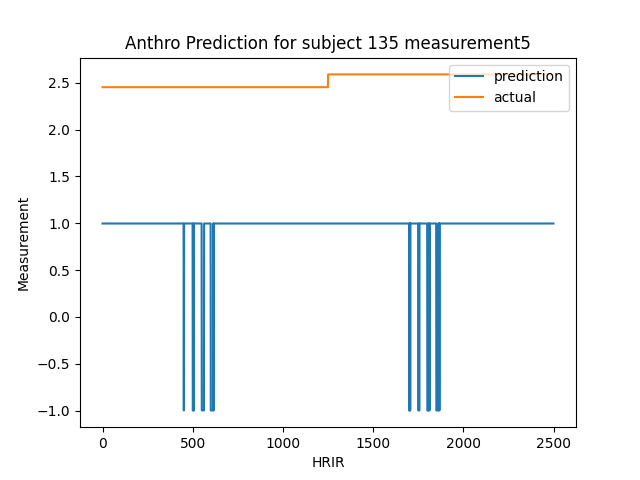 Anthro Prediction for subject 135 measurement5
prediction
actual
2.5
2.0
1.5
1.0
0.5
0.0
−0.5
−1.0
Measurement
0 500 1000 1500 2000 2500
HRIR